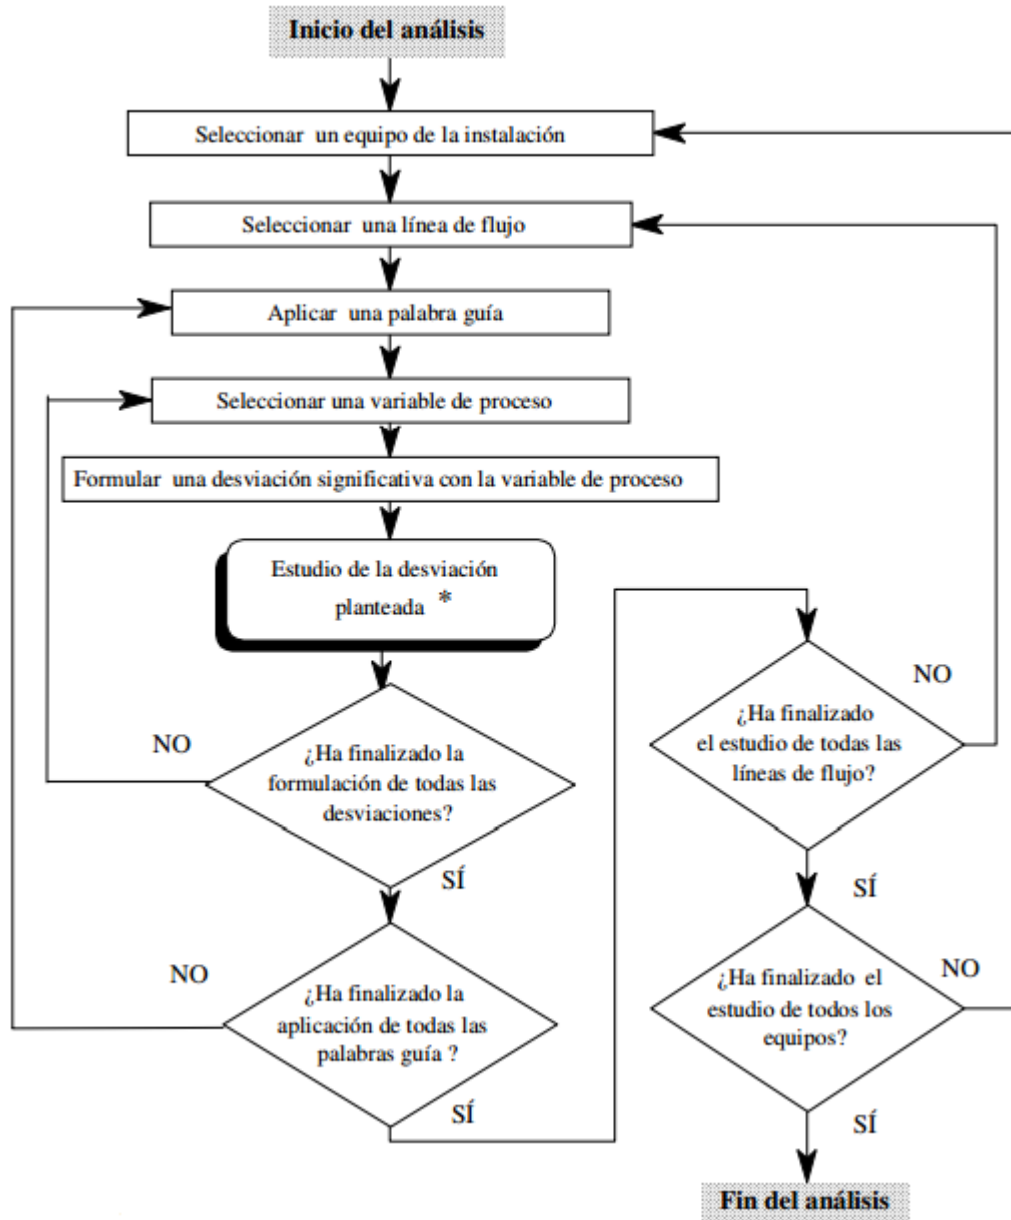 Inicio del análisis
Seleccionar un equipo de la instalación
Seleccionar una línea de flujo
Aplicar una palabra guía
Seleccionar una variable de proceso
Formular una desviación significativa con la variable de proceso
Estudio de la desviación
planteada *
¿Ha finalizado la
formulación de todas las
desviaciones?
NO
SÍ
¿Ha finalizado la
aplicación de todas las
palabras guía ?
NO
SÍ
¿Ha finalizado
el estudio de todas las
líneas de flujo?
NO
SÍ
¿Ha finalizado el
estudio de todos los
equipos?
NO
SÍ
Fin del análisis